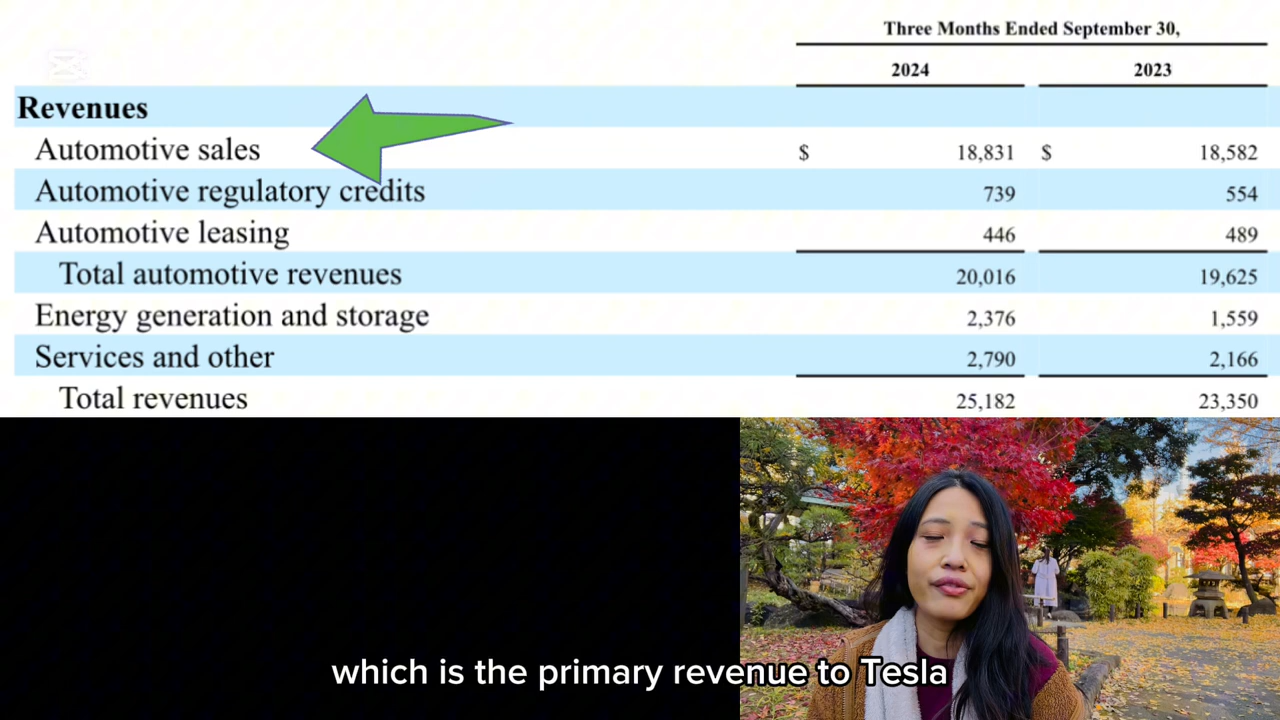 Three Months Ended September 30,
2024 2023
Revenues
Automotive sales $ 18,831 $ 18,582
Automotive regulatory credits 739 554
Automotive leasing 446 489
Total automotive revenues 20,016 19,625
Energy generation and storage 2,376 1,559
Services and other 2,790 2,166
Total revenues 25,182 23,350
which is the primary revenue to Tesla